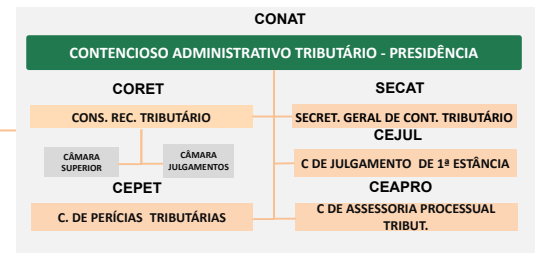 CONAT
CONTENCIOSO ADMINISTRATIVO TRIBUTÁRIO - PRESIDÊNCIA
CORET
CONS. REC. TRIBUTÁRIO
CÂMARA
SUPERIOR
CÂMARA
JULGAMENTOS
CEPET
C. DE PERÍCIAS TRIBUTÁRIAS
SECAT
SECRET. GERAL DE CONT. TRIBUTÁRIO
CEJUL
C DE JULGAMENTO DE 1ª ESTÂNCIA
CEAPRO
C DE ASSESSORIA PROCESSUAL
TRIBUT.